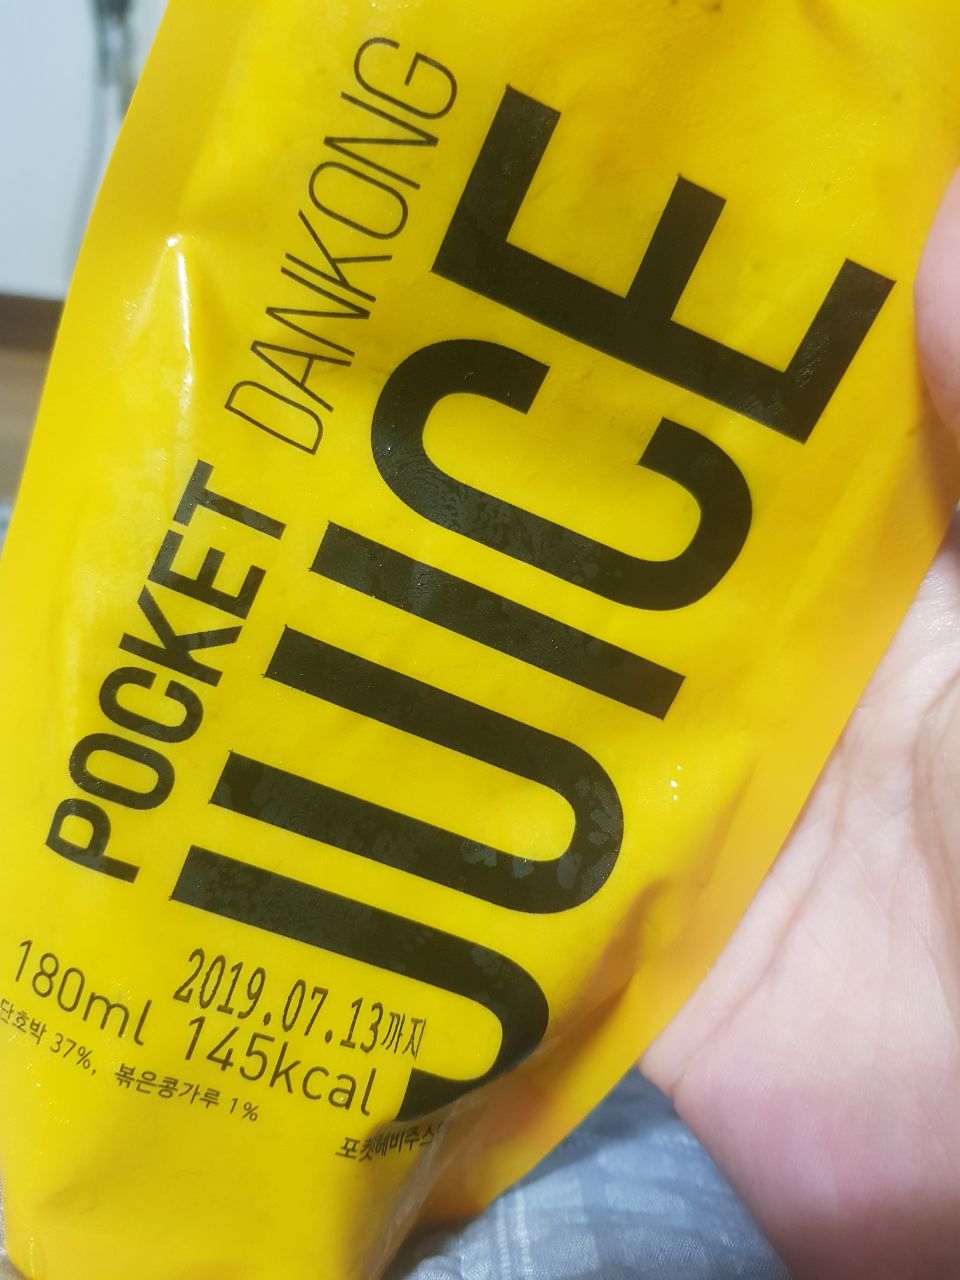 POCKET DANKONG
JUICE
2019.07.13까지
180ml 145kcal
단호박 37%, 볶은콩가루 1%